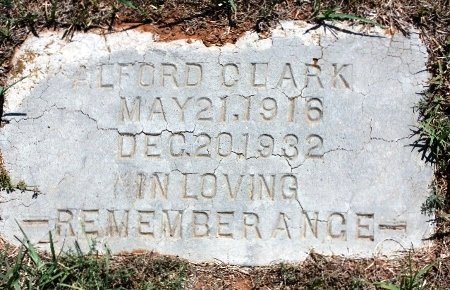 ALFORD CLARK
MAY 21, 1916
DEC. 20 1932
IN LOVING
—REMEMBERANCE—